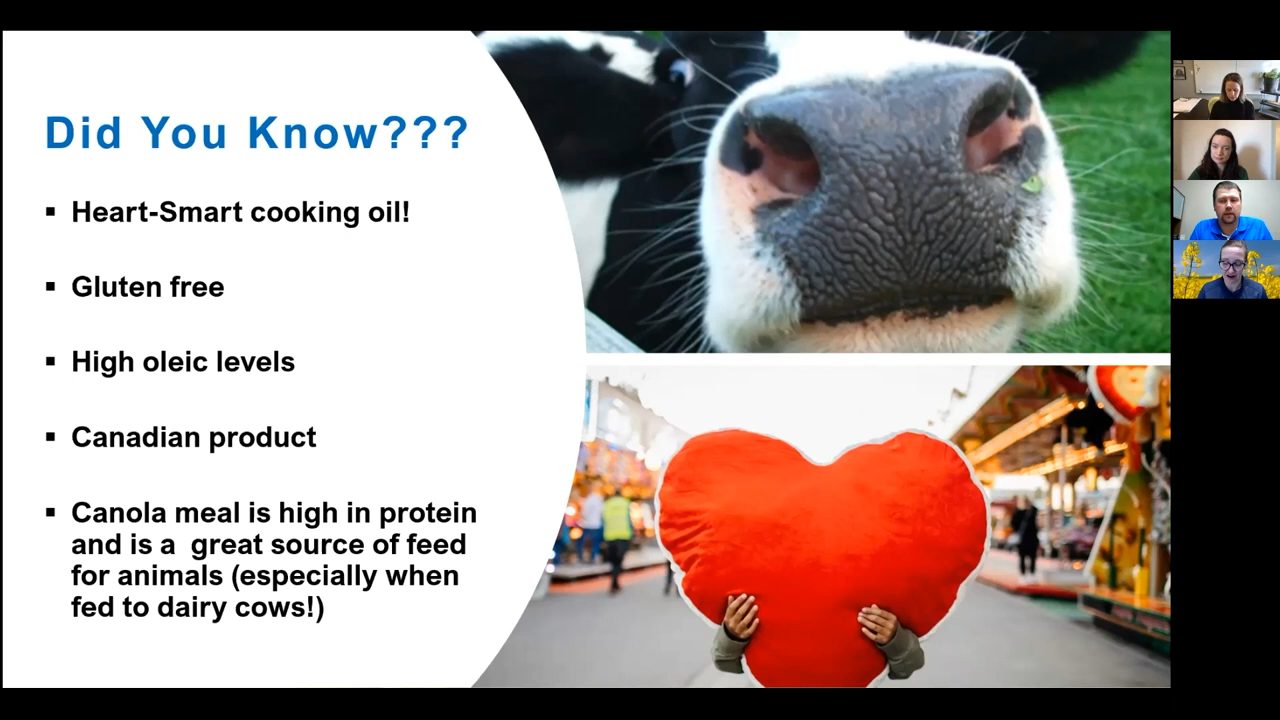 Did You Know???
▪ Heart-Smart cooking oil!
▪ Gluten free
▪ High oleic levels
▪ Canadian product
▪ Canola meal is high in protein
and is a  great source of feed
for animals (especially when
fed to dairy cows!)